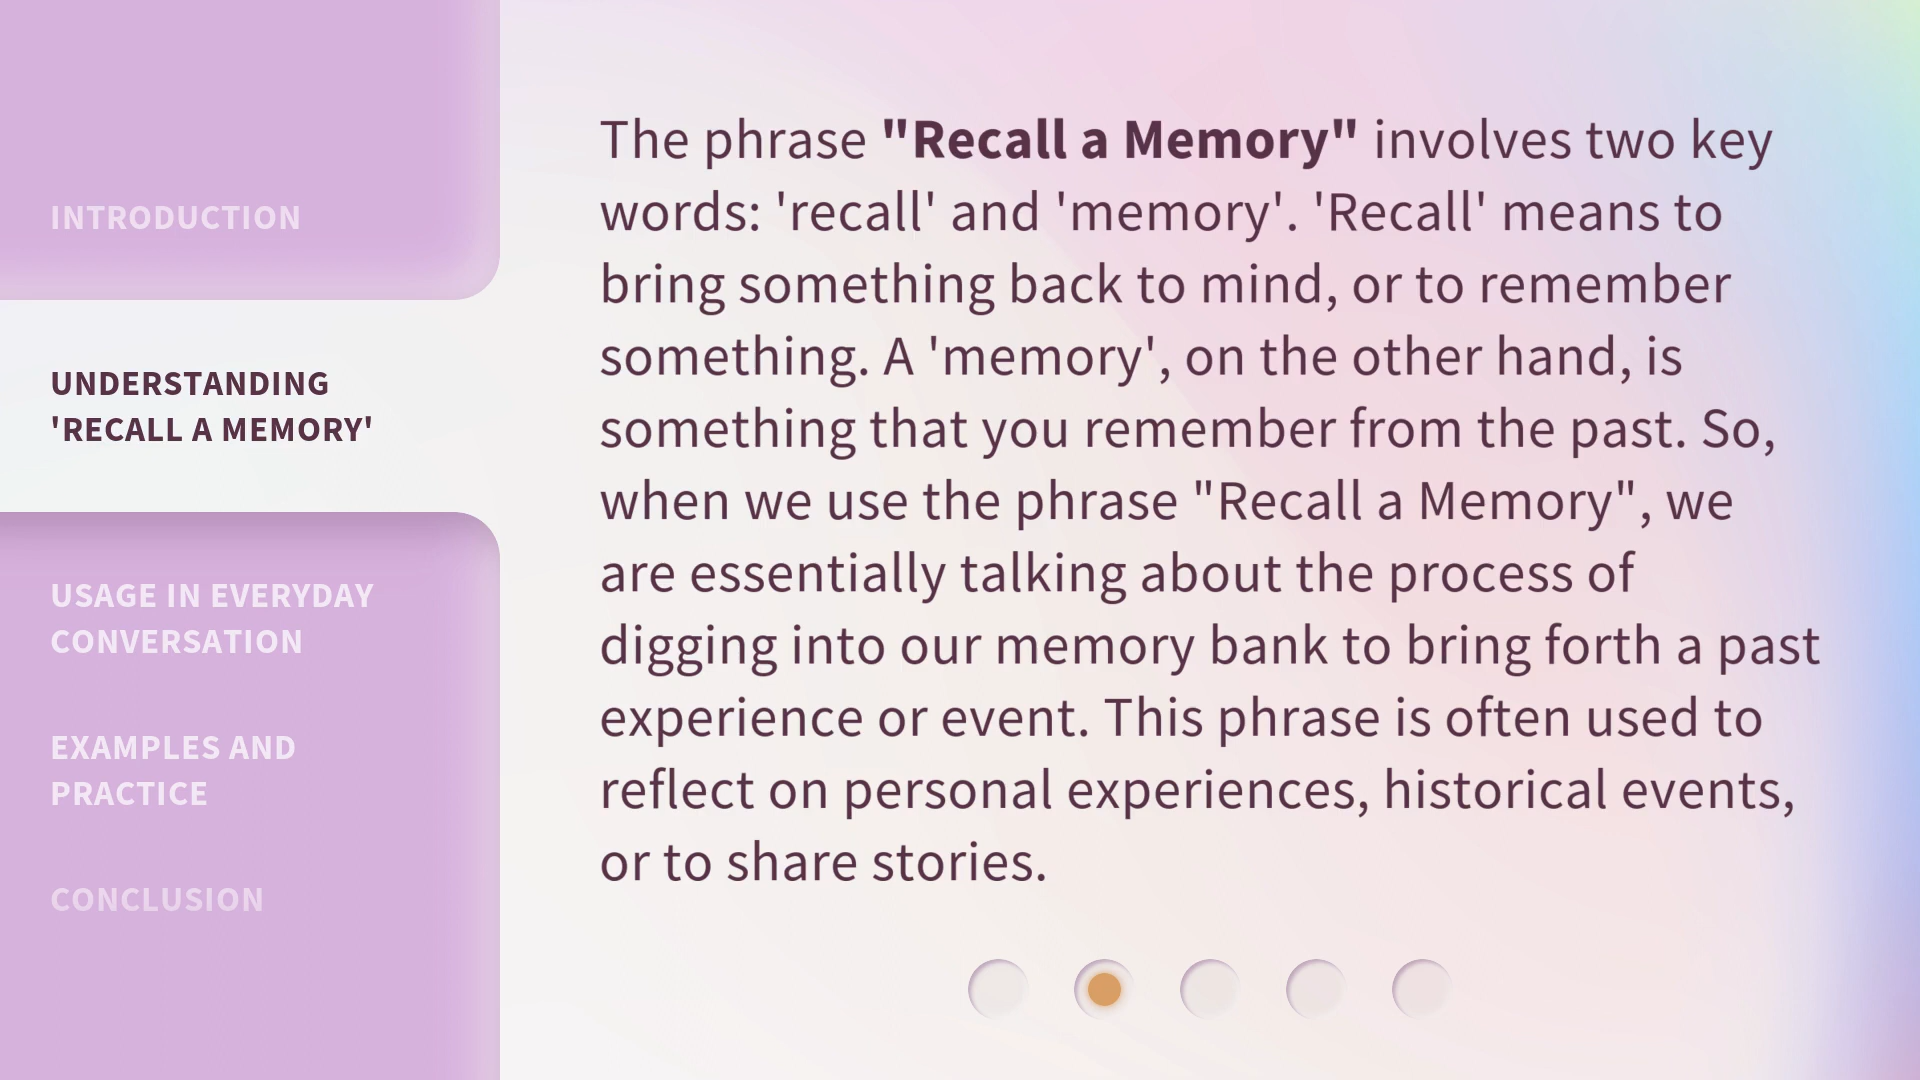 INTRODUCTION
UNDERSTANDING
'RECALL A MEMORY'
USAGE IN EVERYDAY
CONVERSATION
EXAMPLES AND
PRACTICE
CONCLUSION
The phrase "Recall a Memory" involves two key
words: 'recall' and 'memory'. 'Recall' means to
bring something back to mind, or to remember
something. A 'memory', on the other hand, is
something that you remember from the past. So,
when we use the phrase "Recall a Memory", we
are essentially talking about the process of
digging into our memory bank to bring forth a past
experience or event. This phrase is often used to
reflect on personal experiences, historical events,
or to share stories.